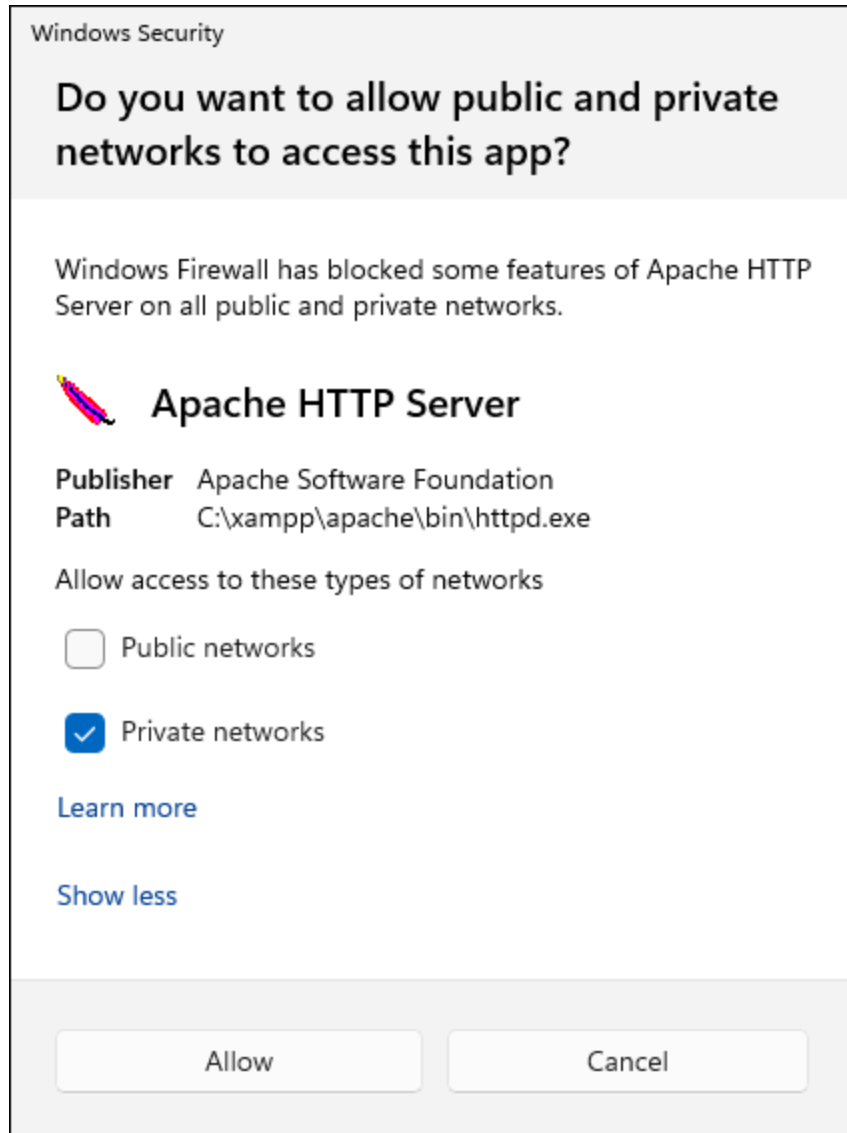 Windows Security
Do you want to allow public and private
networks to access this app?
Windows Firewall has blocked some features of Apache HTTP
Server on all public and private networks.
Apache HTTP Server
Publisher Apache Software Foundation
Path C:\xampp\apache\bin\httpd.exe
Allow access to these types of networks
Public networks
Private networks
Learn more
Show less
Allow Cancel